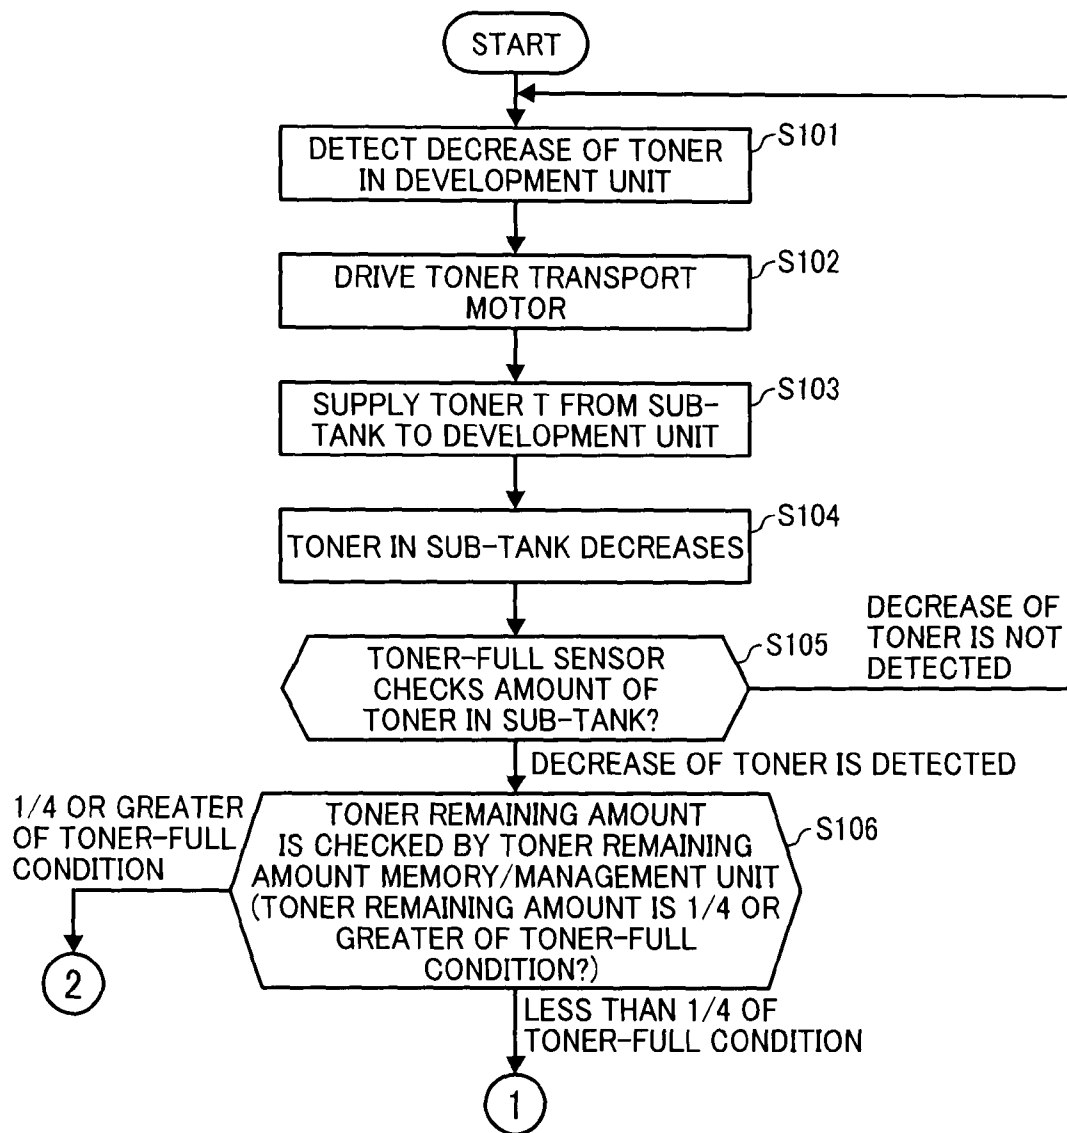 START
DETECT DECREASE OF TONER
IN DEVELOPMENT UNIT
S101
DRIVE TONER TRANSPORT
MOTOR
S102
SUPPLY TONER T FROM SUB-
TANK TO DEVELOPMENT UNIT
S103
TONER IN SUB-TANK DECREASES
S104
TONER-FULL SENSOR
CHECKS AMOUNT OF
TONER IN SUB-TANK?
S105
DECREASE OF
TONER IS NOT
DETECTED
DECREASE OF TONER IS DETECTED
TONER REMAINING AMOUNT
IS CHECKED BY TONER REMAINING
AMOUNT MEMORY/MANAGEMENT UNIT
(TONER REMAINING AMOUNT IS 1/4 OR
GREATER OF TONER-FULL
CONDITION?)
S106
1/4 OR GREATER
OF TONER-FULL
CONDITION
2
LESS THAN 1/4 OF
TONER-FULL CONDITION
1